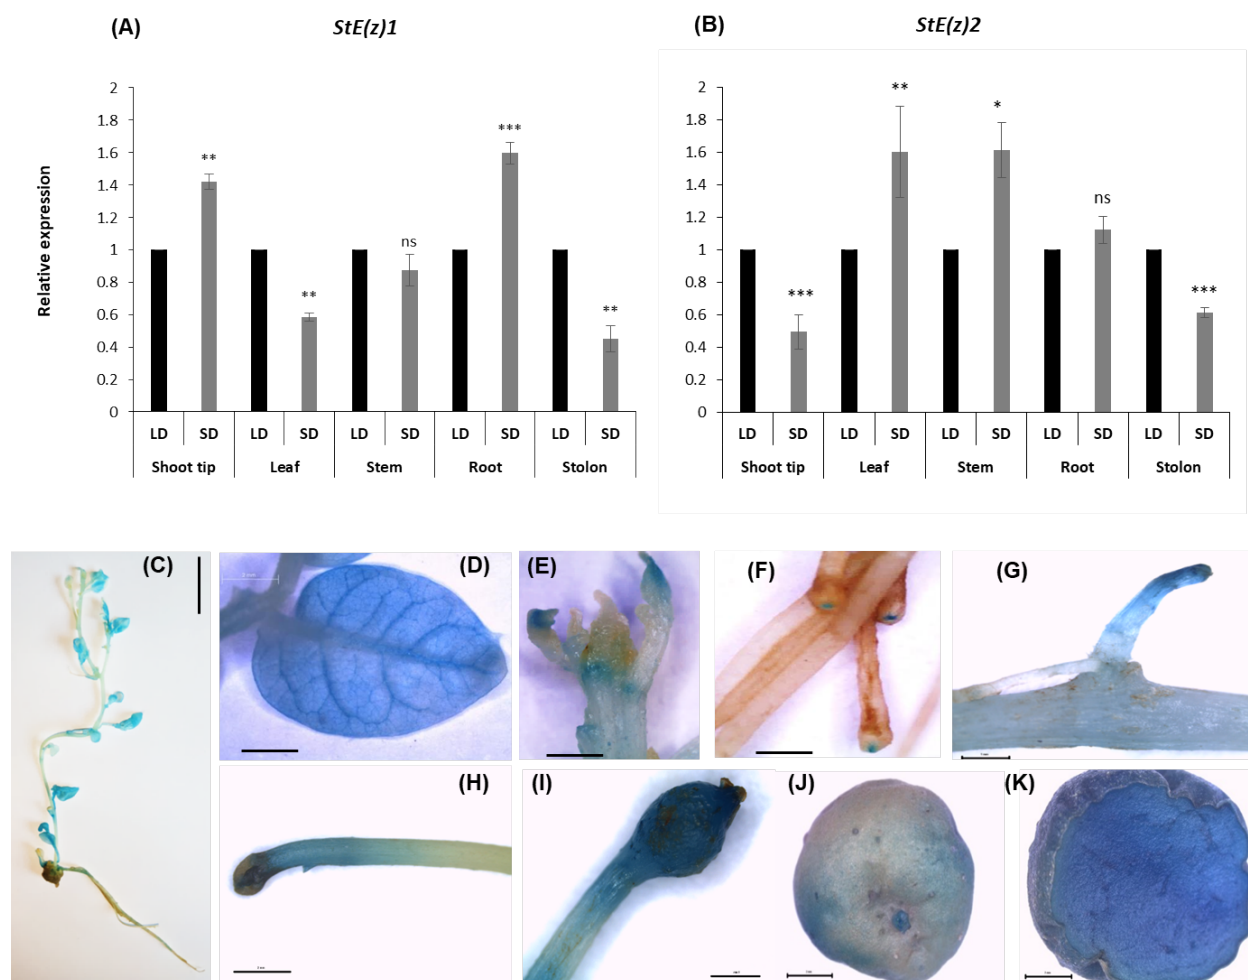 (A) StE(z)1
(B) StE(z)2
Relative expression
2
1.8
1.6
1.4
1.2
1
0.8
0.6
0.4
0.2
0
** ** ns *** **
LD SD LD SD LD SD LD SD LD SD
Shoot tip Leaf Stem Root Stolon
2
1.8
1.6
1.4
1.2
1
0.8
0.6
0.4
0.2
0
*** ** * ns ***
LD SD LD SD LD SD LD SD LD SD
Shoot tip Leaf Stem Root Stolon
(C)
(D)
(E)
(F)
(G)
(H)
(I)
(J)
(K)